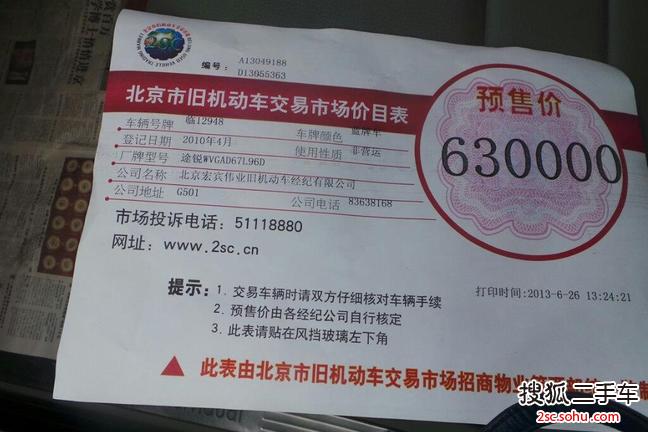 编号: A13049188
D13055363
北京市旧机动车交易市场价目表
预售价
630000
车辆号牌 临12948 车牌颜色 蓝牌车
登记日期 2010年4月 使用性质 非营运
厂牌型号 途锐WVGAD67L96D
公司名称 北京宏宾伟业旧机动车经纪有限公司
公司地址 G501 公司电话 83638168
市场投诉电话: 51118880
网址: www.2sc.cn
打印时间:2013-6-26 13:24:21
提示: 1. 交易车辆时请双方仔细核对车辆手续
2. 预售价由各经纪公司自行核定
3. 此表请贴在风挡玻璃左下角
▲ 此表由北京市旧机动车交易市场招商物业管理
搜狐二手车
2sc.sohu.com